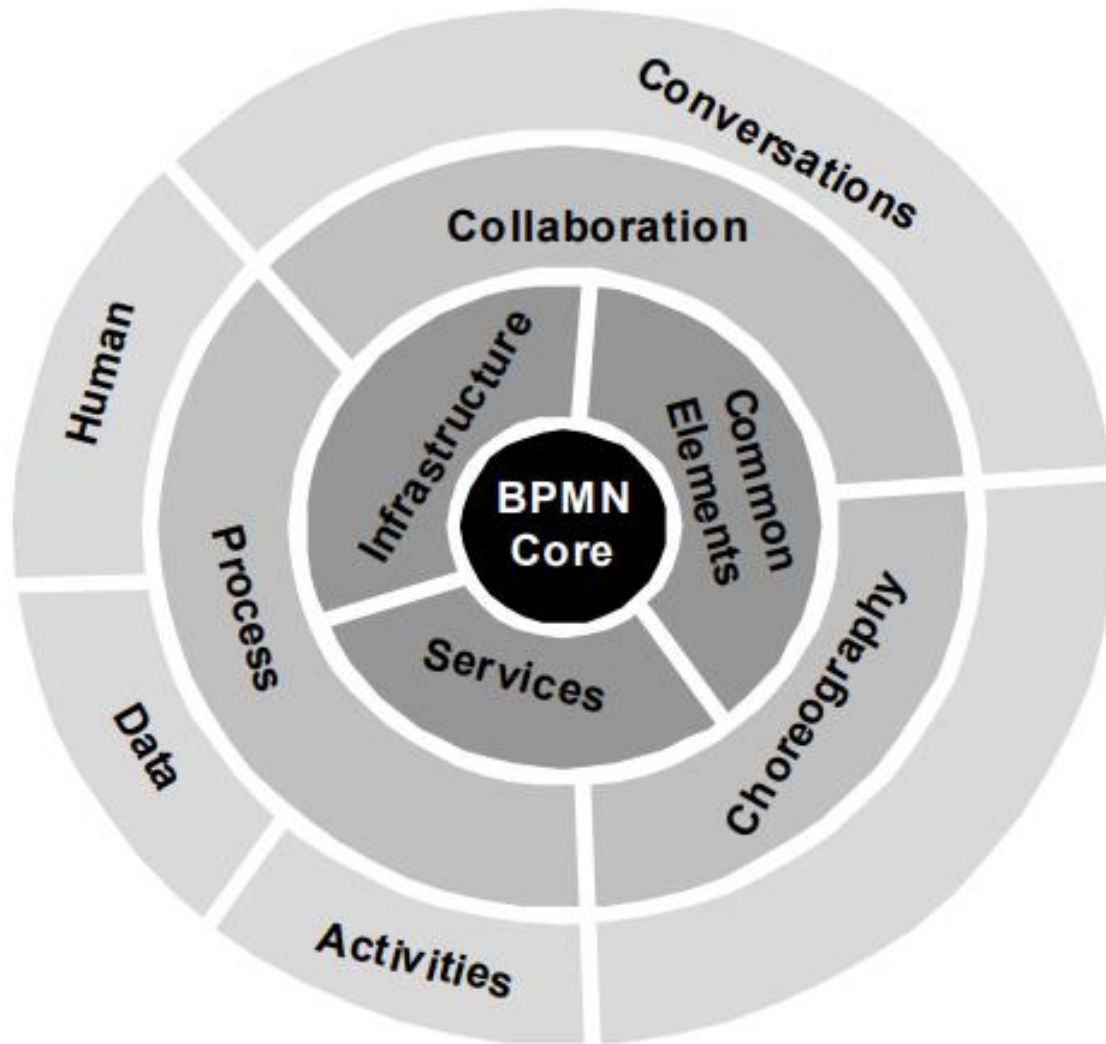 Conversations
Collaboration
Human
Infrastructure
Common
Elements
BPMN
Core
Process
Services
Choreography
Data
Activities